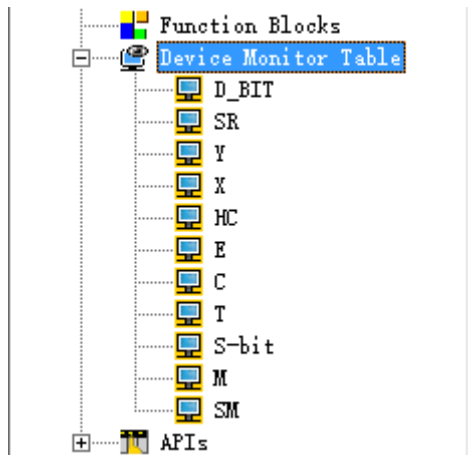 Function Blocks
Device Monitor Table
D_BIT
SR
Y
X
HC
E
C
T
S-bit
M
SM
APIs